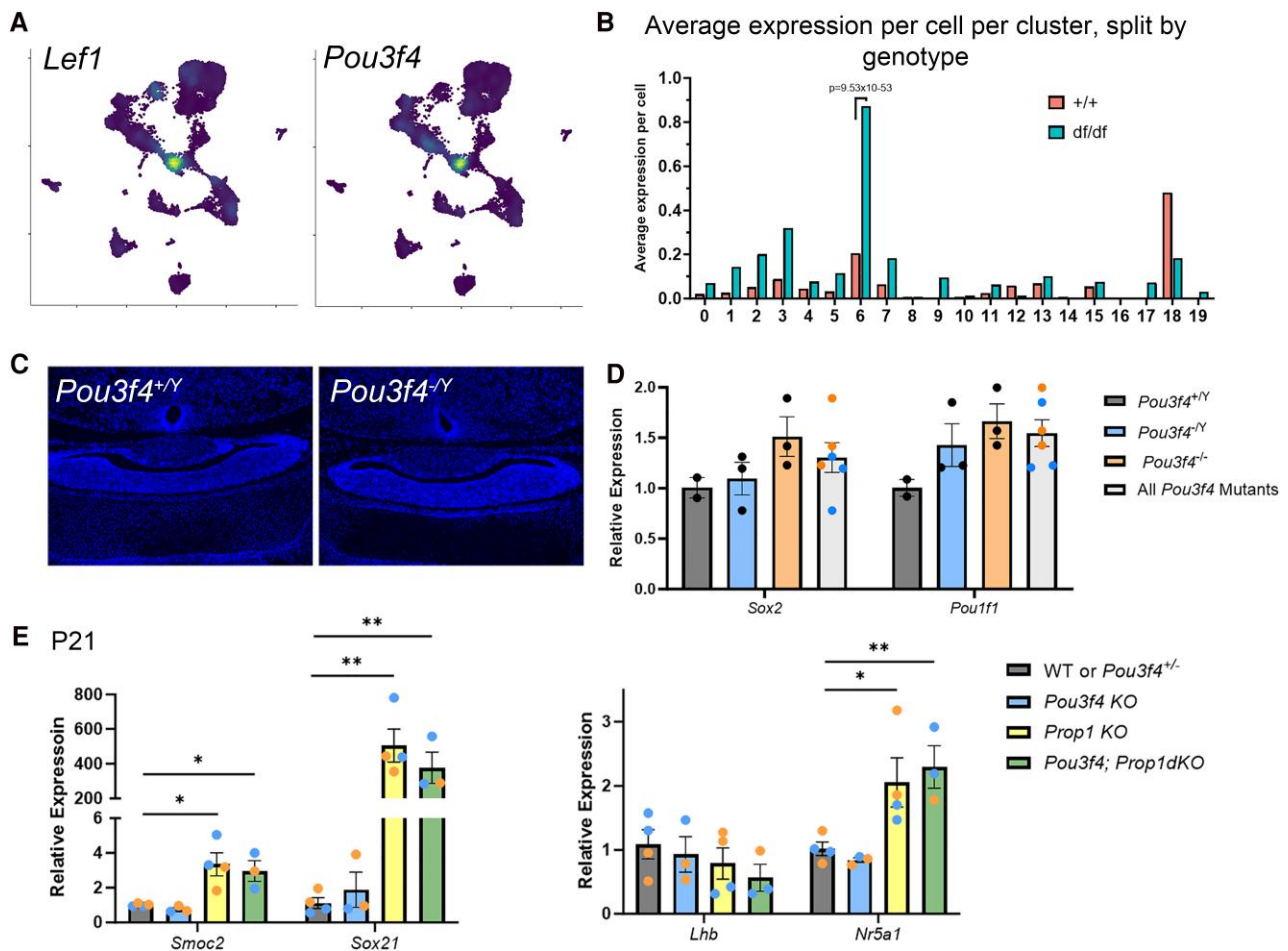 A
Lef1
Pou3f4
B
Average expression per cell per cluster, split by
genotype
Average expression per cell
1.0
0.8
0.6
0.4
0.2
0.0
p=9.53x10-53
+/+
df/df
0 1 2 3 4 5 6 7 8 9 10 11 12 13 14 15 16 17 18 19
C
Pou3f4+/Y
Pou3f4-/Y
D
Relative Expression
2.0
1.5
1.0
0.5
0.0
Sox2
Pou1f1
Pou3f4+/Y
Pou3f4-/Y
Pou3f4-/-
All Pou3f4 Mutants
E
P21
Relative Expressoin
800
600
400
200
6
4
2
0
*
*
**
**
Smoc2
Sox21
Relative Expression
3
2
1
0
**
*
Lhb
Nr5a1
WT or Pou3f4+/-
Pou3f4 KO
Prop1 KO
Pou3f4; Prop1dKO